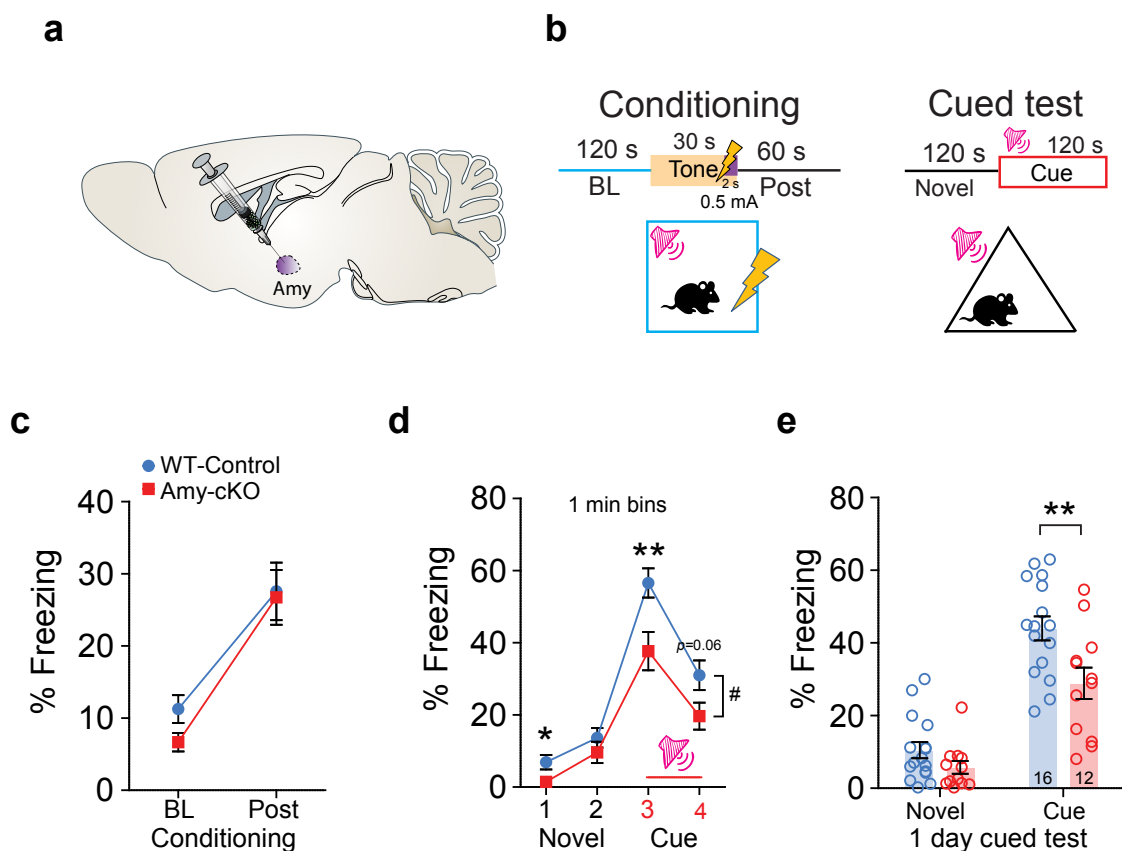 a
Amy
b
Conditioning
120 s
30 s
60 s
BL
Tone
2 s
Post
0.5 mA
Cued test
120 s
120 s
Novel
Cue
c
WT-Control
Amy-cKO
% Freezing
40
30
20
10
0
BL
Post
Conditioning
d
1 min bins
% Freezing
80
60
40
20
0
*
**
p=0.06
#
1
2
3
4
Novel
Cue
e
% Freezing
80
60
40
20
0
**
16
12
Novel
Cue
1 day cued test